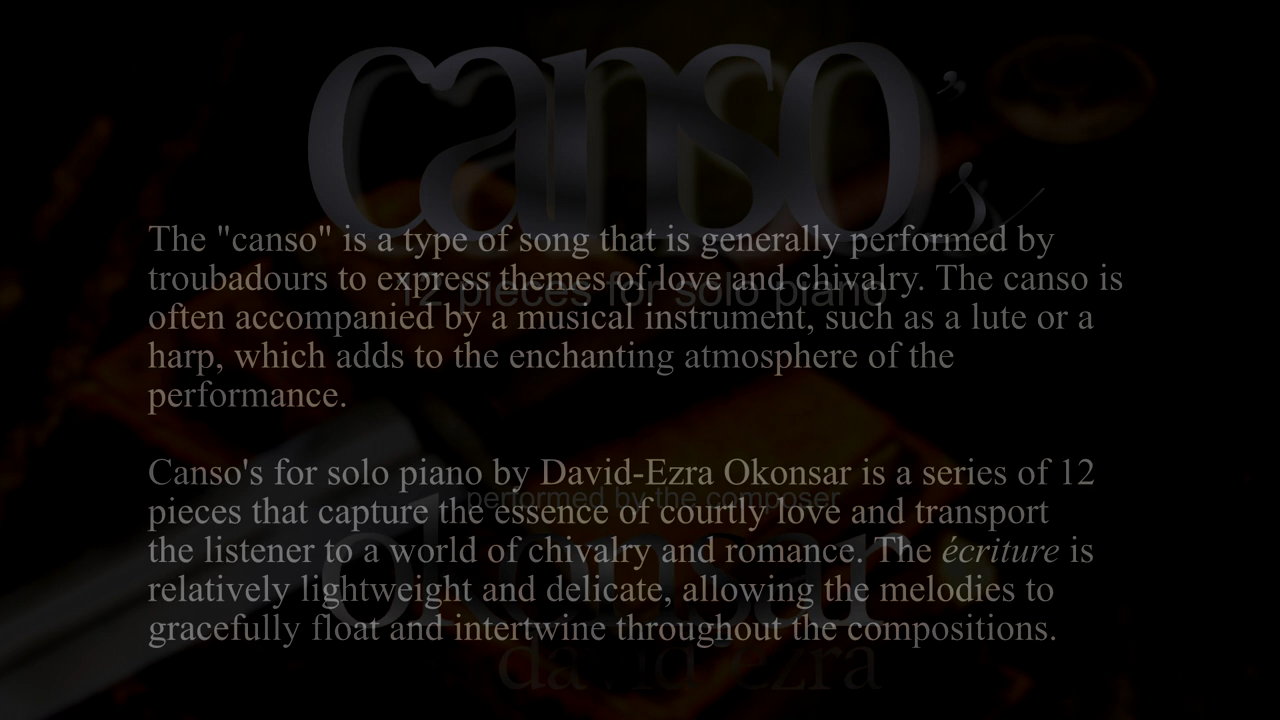 canso's
The "canso" is a type of song that is generally performed by
troubadours to express themes of love and chivalry. The canso is
12 pieces for solo piano
often accompanied by a musical instrument, such as a lute or a
harp, which adds to the enchanting atmosphere of the
performance.
Canso's for solo piano by David-Ezra Okonsar is a series of 12
performed by the composer
pieces that capture the essence of courtly love and transport
the listener to a world of chivalry and romance. The écriture is
okonsar
relatively lightweight and delicate, allowing the melodies to
gracefully float and intertwine throughout the compositions.
david ezra